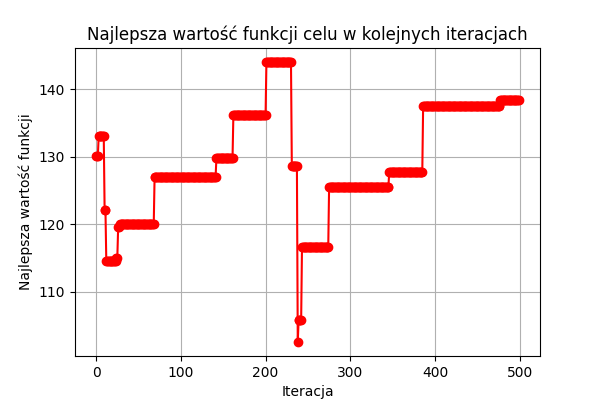 Najlepsza wartość funkcji celu w kolejnych iteracjach
Najlepsza wartość funkcji
140
130
120
110
0 100 200 300 400 500
Iteracja